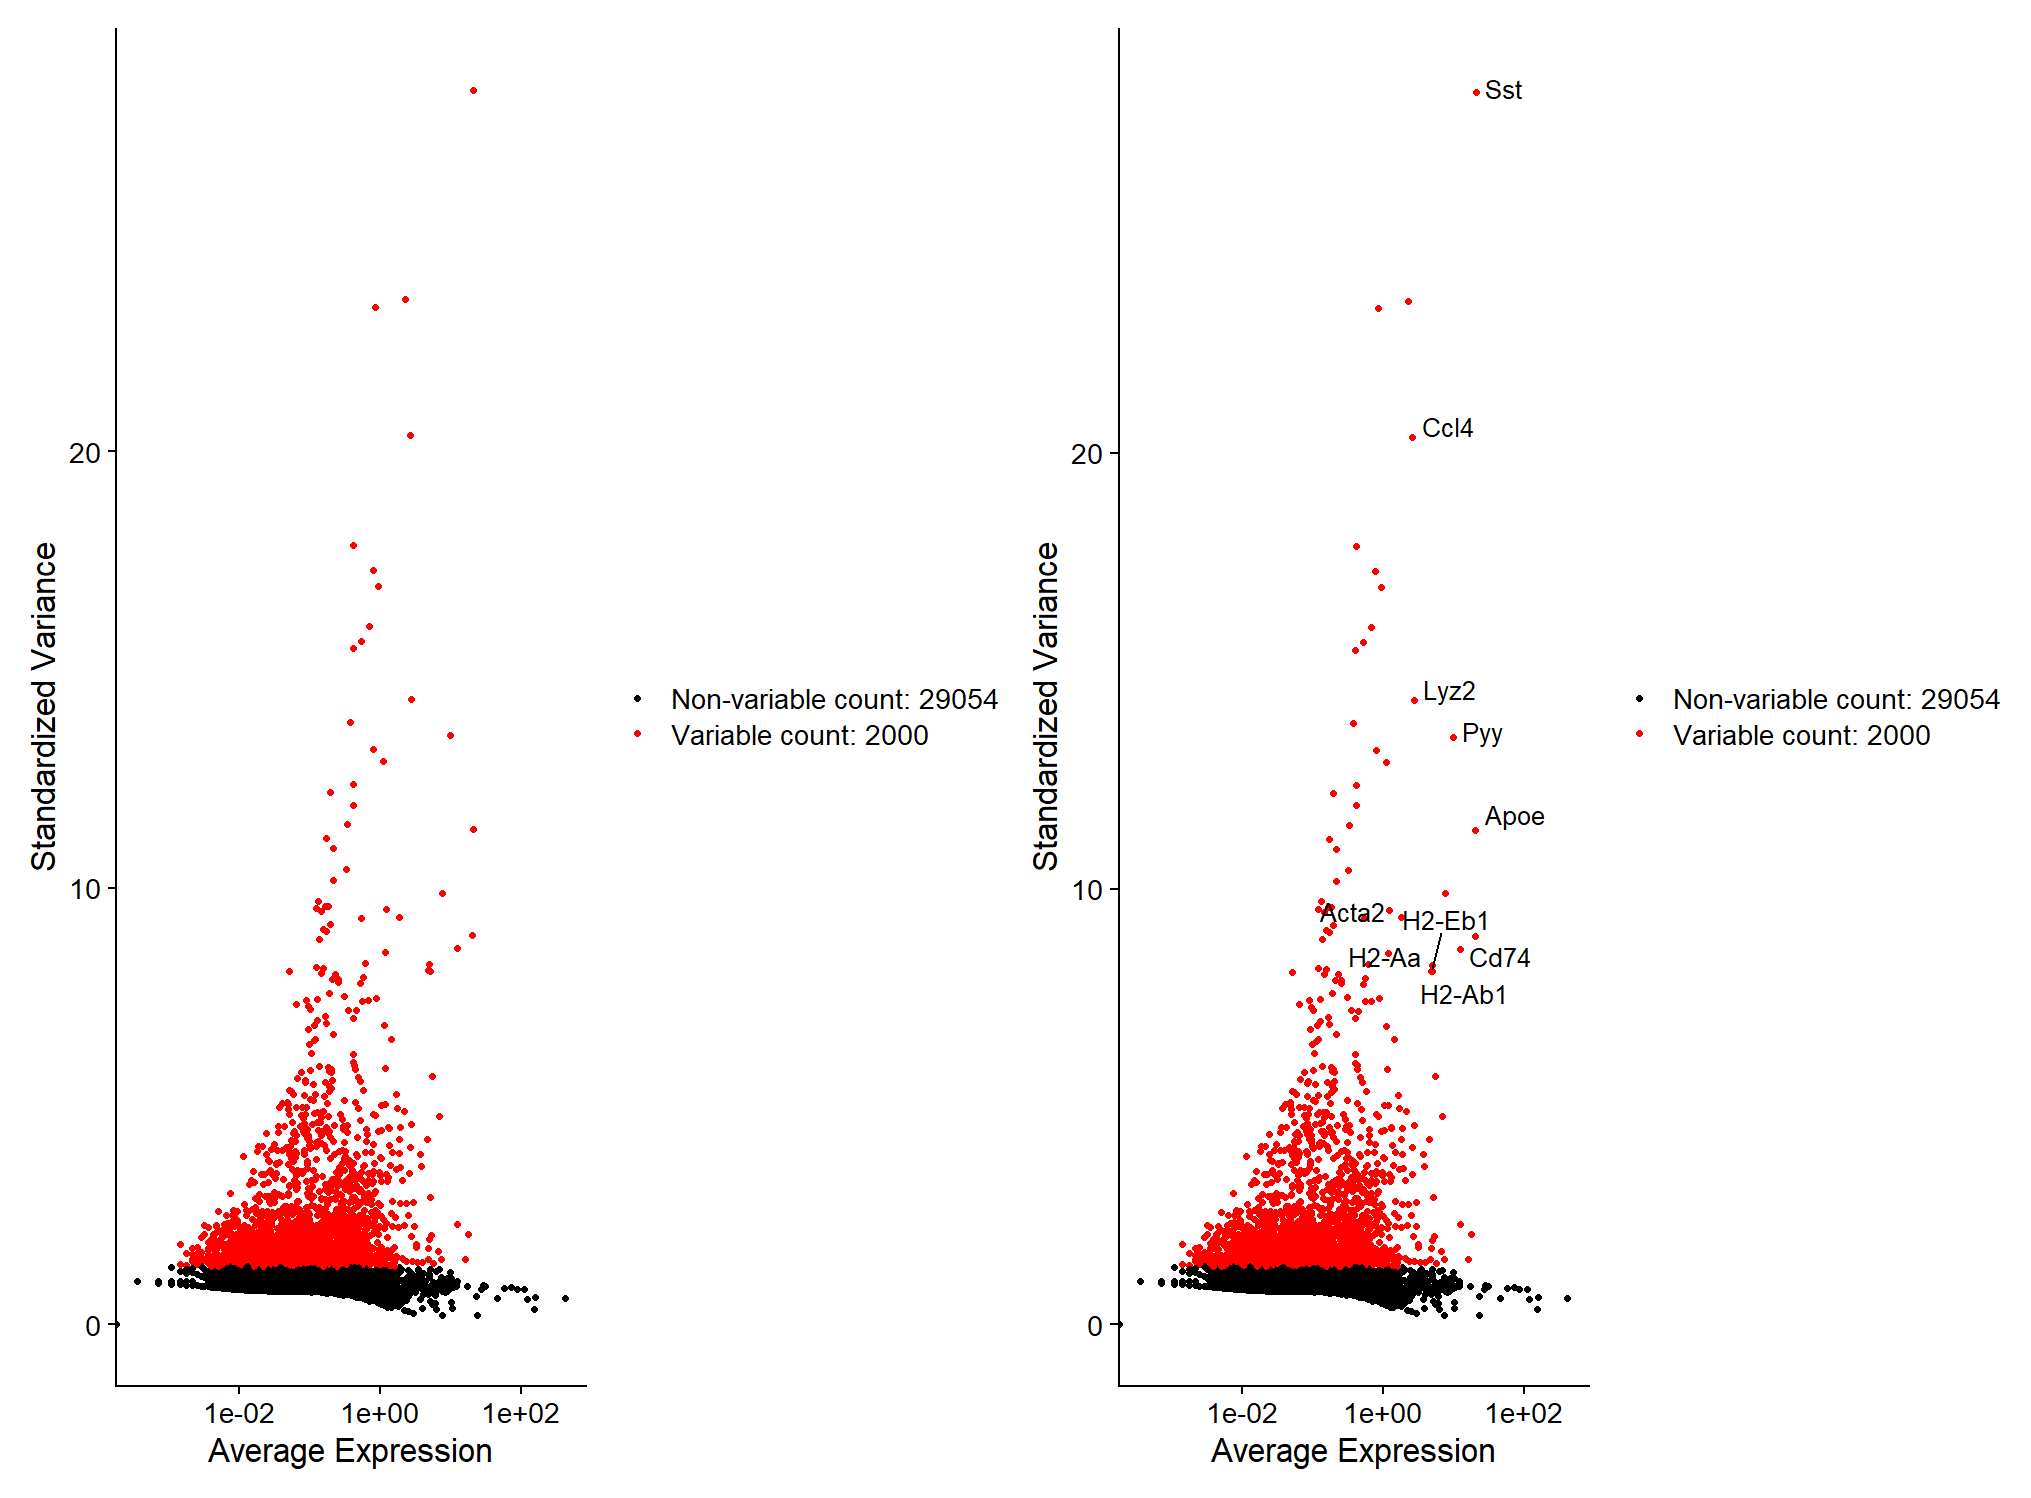 Standardized Variance
20
10
0
1e-02 1e+00 1e+02
Average Expression
Non-variable count: 29054
Variable count: 2000
Standardized Variance
20
10
0
Sst
Ccl4
Lyz2
Pyy
Apoe
Acta2
H2-Eb1
H2-Aa
Cd74
H2-Ab1
1e-02 1e+00 1e+02
Average Expression
Non-variable count: 29054
Variable count: 2000